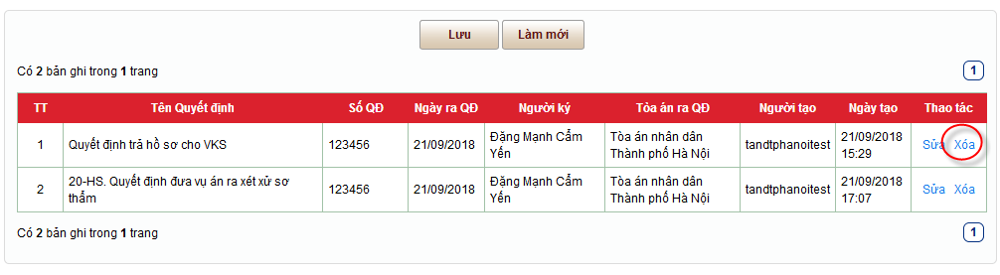 Lưu Làm mới
Có 2 bản ghi trong 1 trang 1
TT Tên Quyết định Số QĐ Ngày ra QĐ Người ký Tòa án ra QĐ Người tạo Ngày tạo Thao tác
1 Quyết định trả hồ sơ cho VKS 123456 21/09/2018 Đặng Mạnh Cẩm Yến Tòa án nhân dân Thành phố Hà Nội tandtphanoitest 21/09/2018 15:29 Sửa Xóa
2 20-HS. Quyết định đưa vụ án ra xét xử sơ thẩm 123456 21/09/2018 Đặng Mạnh Cẩm Yến Tòa án nhân dân Thành phố Hà Nội tandtphanoitest 21/09/2018 17:07 Sửa Xóa
Có 2 bản ghi trong 1 trang 1